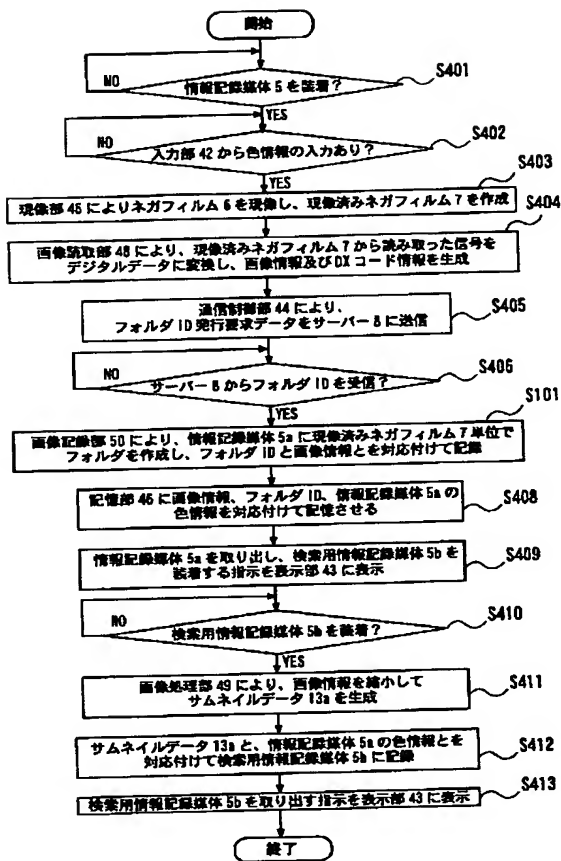 開始
情報記録媒体 5 を装着?
S401
NO
YES
入力部 42 から色情報の入力あり?
S402
NO
YES
現像部 45 によりネガフィルム 6 を現像し、現像済みネガフィルム 7 を作成
S403
画像読取部 48 により、現像済みネガフィルム 7 から読み取った信号を
デジタルデータに変換し、画像情報及び DX コード情報を生成
S404
通信制御部 44 により、
フォルダ ID 発行要求データをサーバー 8 に送信
S405
サーバー 8 からフォルダ ID を受信?
S406
NO
YES
画像記録部 50 により、情報記録媒体 5a に現像済みネガフィルム 7 単位で
フォルダを作成し、フォルダ ID と画像情報とを対応付けて記録
S101
記憶部 46 に画像情報、フォルダ ID、情報記録媒体 5a の
色情報を対応付けて記憶させる
S408
情報記録媒体 5a を取り出し、検索用情報記録媒体 5b を
装着する指示を表示部 43 に表示
S409
検索用情報記録媒体 5b を装着?
S410
NO
YES
画像処理部 49 により、画像情報を縮小して
サムネイルデータ 13a を生成
S411
サムネイルデータ 13a と、情報記録媒体 5a の色情報とを
対応付けて検索用情報記録媒体 5b に記録
S412
検索用情報記録媒体 5b を取り出す指示を表示部 43 に表示
S413
終了